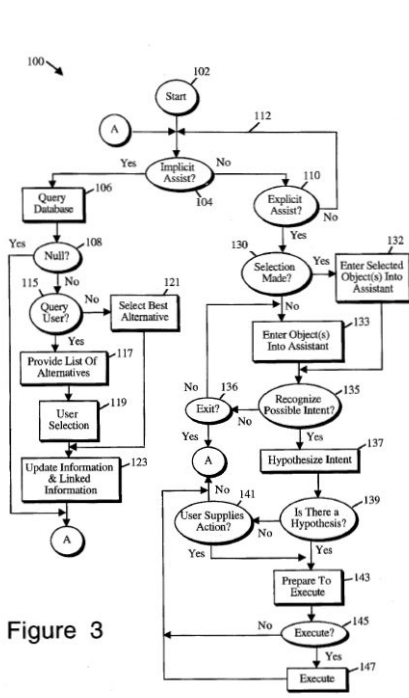 100
102
Start
112
A
Yes
Implicit
Assist?
No
104
110
Explicit
Assist?
No
Yes
Query
Database
106
Yes
Null?
108
No
115
Query
User?
No
121
Select Best
Alternative
Yes
Provide List Of
Alternatives
117
User
Selection
119
Update Information
& Linked
Information
123
A
130
Selection
Made?
Yes
132
Enter Selected
Object(s) Into
Assistant
No
Enter Object(s)
Into Assistant
133
No
136
Exit?
No
Recognize
Possible Intent?
135
Yes
Yes
A
Hypothesize Intent
137
No
141
User Supplies
Action?
No
Is There a
Hypothesis?
139
Yes
Yes
Prepare To
Execute
143
No
Execute?
145
Yes
Execute
147
Figure 3